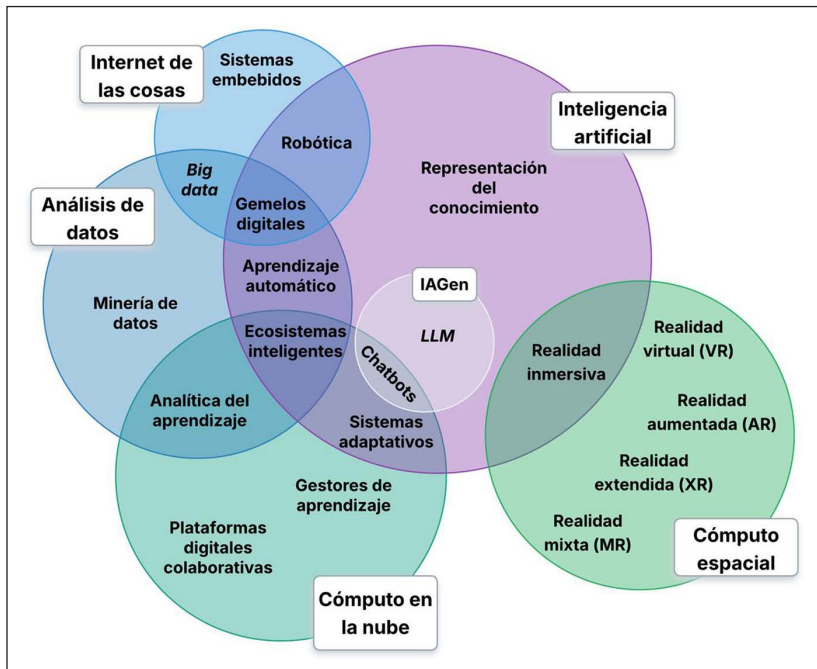 Internet de
las cosas
Sistemas
embebidos
Robótica
Big
data
Gemelos
digitales
Inteligencia
artificial
Representación
del
conocimiento
Análisis de
datos
Minería de
datos
Aprendizaje
automático
Ecosistemas
inteligentes
IAGen
LLM
Chatbots
Analítica del
aprendizaje
Sistemas
adaptativos
Gestores de
aprendizaje
Plataformas
digitales
colaborativas
Cómputo en
la nube
Realidad
inmersiva
Realidad
virtual (VR)
Realidad
aumentada (AR)
Realidad
extendida (XR)
Realidad
mixta (MR)
Cómputo
espacial